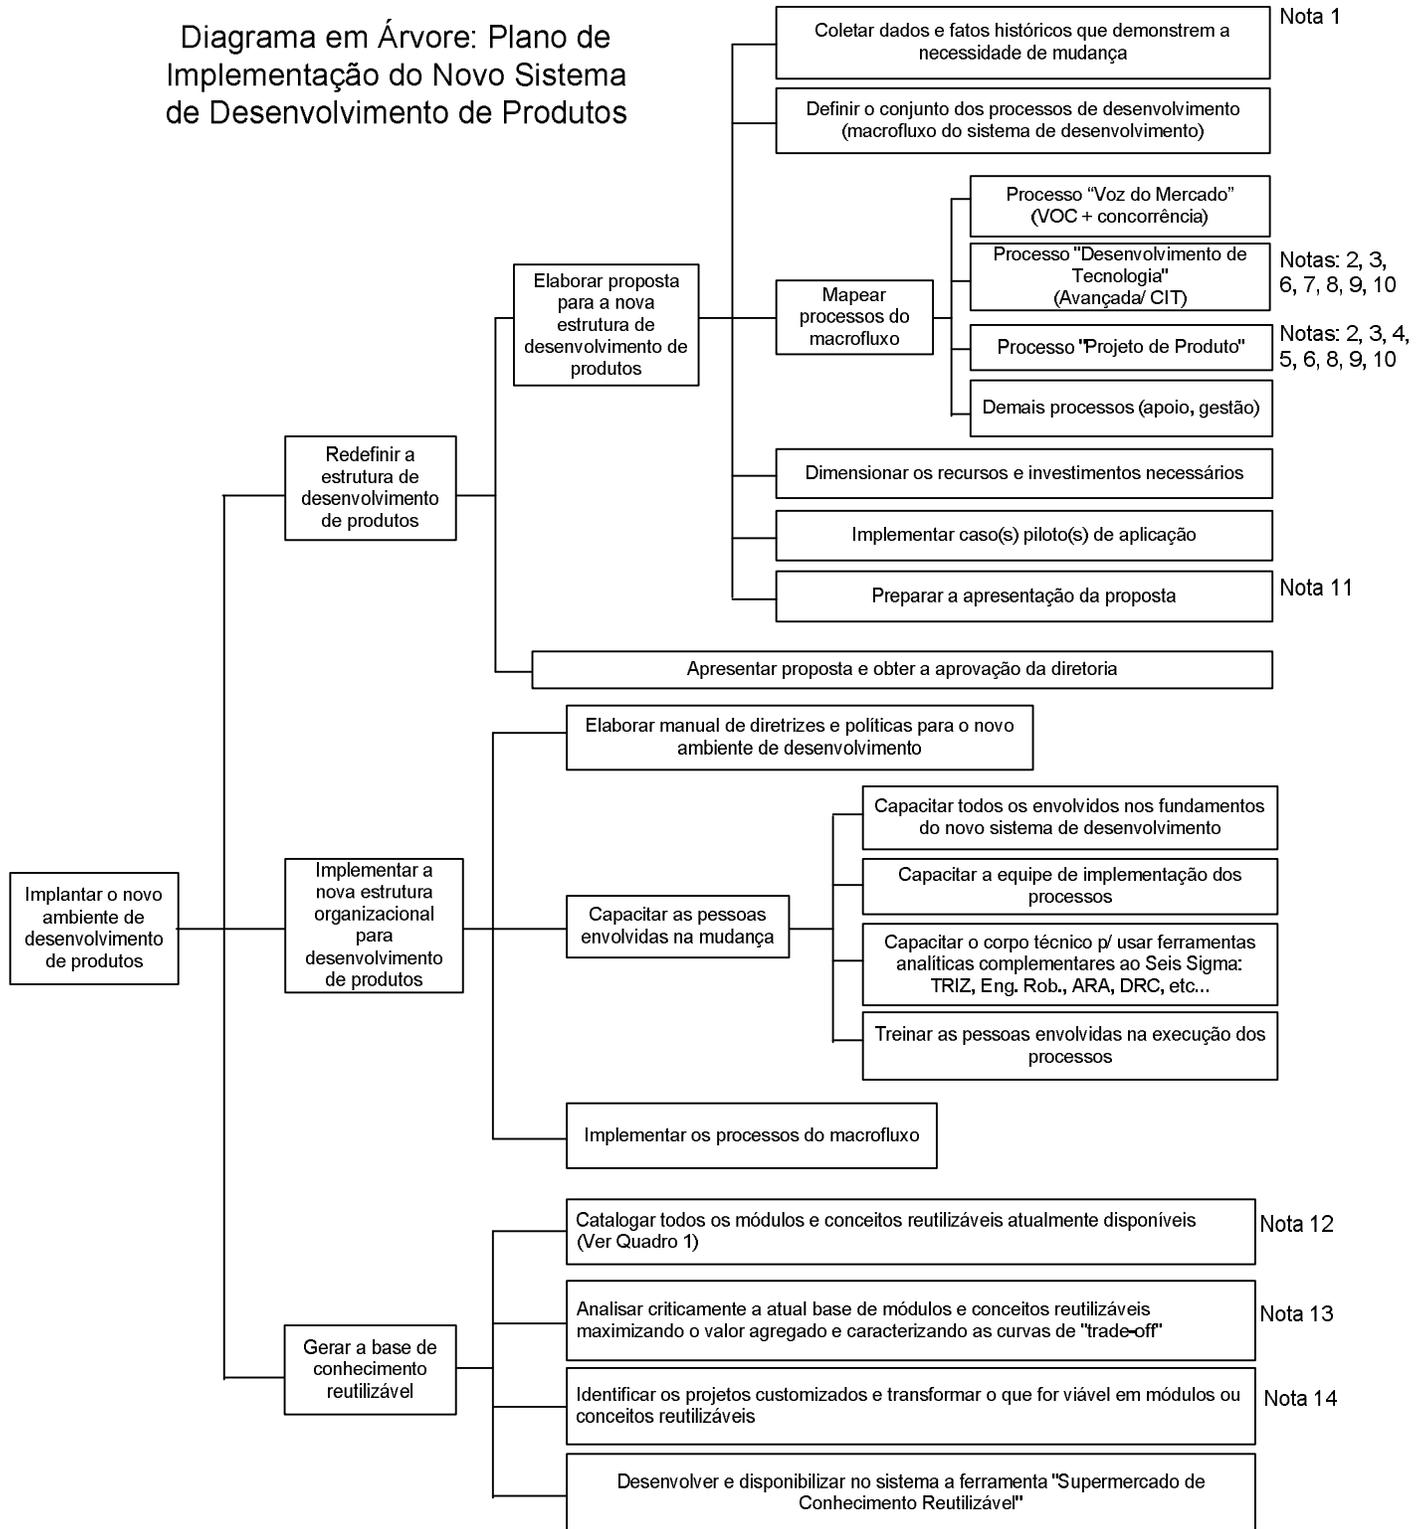 Diagrama em Árvore: Plano de
Implementação do Novo Sistema
de Desenvolvimento de Produtos
Coletar dados e fatos históricos que demonstrem a
necessidade de mudança
Nota 1
Definir o conjunto dos processos de desenvolvimento
(macrofluxo do sistema de desenvolvimento)
Processo “Voz do Mercado”
(VOC + concorrência)
Processo "Desenvolvimento de
Tecnologia"
(Avançada/ CIT)
Notas: 2, 3,
6, 7, 8, 9, 10
Elaborar proposta
para a nova
estrutura de
desenvolvimento de
produtos
Mapear
processos do
macrofluxo
Processo "Projeto de Produto"
Notas: 2, 3, 4,
5, 6, 8, 9, 10
Demais processos (apoio, gestão)
Redefinir a
estrutura de
desenvolvimento
de produtos
Dimensionar os recursos e investimentos necessários
Implementar caso(s) piloto(s) de aplicação
Preparar a apresentação da proposta
Nota 11
Apresentar proposta e obter a aprovação da diretoria
Elaborar manual de diretrizes e políticas para o novo
ambiente de desenvolvimento
Capacitar todos os envolvidos nos fundamentos
do novo sistema de desenvolvimento
Implantar o novo
ambiente de
desenvolvimento
de produtos
Implementar a
nova estrutura
organizacional
para
desenvolvimento
de produtos
Capacitar as pessoas
envolvidas na mudança
Capacitar a equipe de implementação dos
processos
Capacitar o corpo técnico p/ usar ferramentas
analíticas complementares ao Seis Sigma:
TRIZ, Eng. Rob., ARA, DRC, etc...
Treinar as pessoas envolvidas na execução dos
processos
Implementar os processos do macrofluxo
Catalogar todos os módulos e conceitos reutilizáveis atualmente disponíveis
(Ver Quadro 1)
Nota 12
Analisar criticamente a atual base de módulos e conceitos reutilizáveis
maximizando o valor agregado e caracterizando as curvas de "trade-off"
Nota 13
Gerar a base de
conhecimento
reutilizável
Identificar os projetos customizados e transformar o que for viável em módulos ou
conceitos reutilizáveis
Nota 14
Desenvolver e disponibilizar no sistema a ferramenta "Supermercado de
Conhecimento Reutilizável"